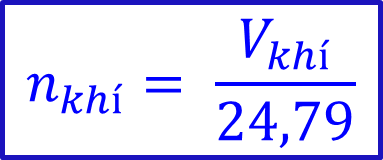 n_khí = V_khí / 24,79